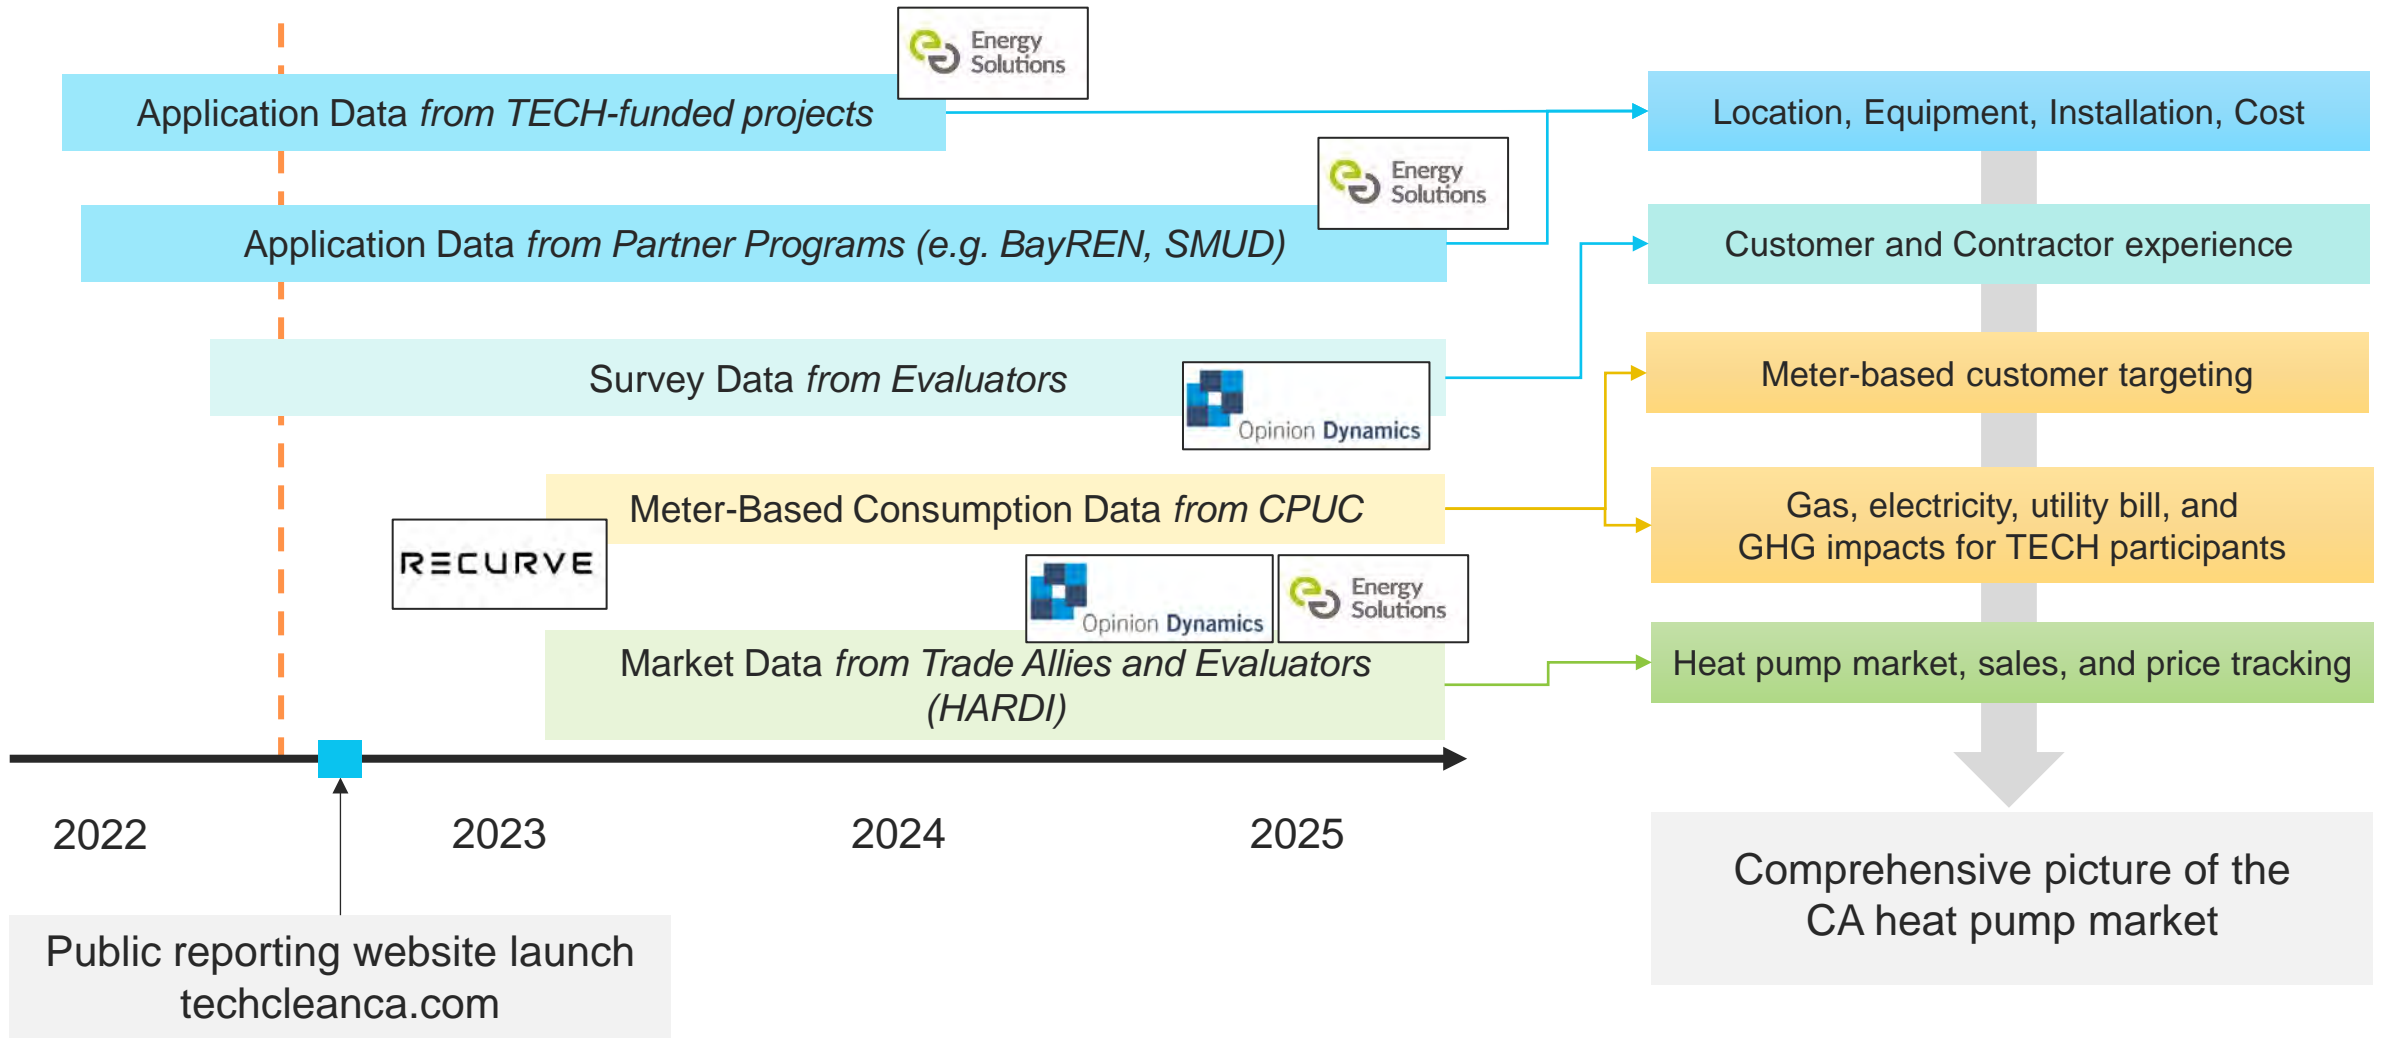 Energy
Solutions
Application Data from TECH-funded projects
Location, Equipment, Installation, Cost
Energy
Solutions
Application Data from Partner Programs (e.g. BayREN, SMUD)
Customer and Contractor experience
Survey Data from Evaluators
Opinion Dynamics
Meter-based customer targeting
Meter-Based Consumption Data from CPUC
RECURVE
Gas, electricity, utility bill, and
GHG impacts for TECH participants
Opinion Dynamics
Energy
Solutions
Market Data from Trade Allies and Evaluators
(HARDI)
Heat pump market, sales, and price tracking
2022
2023
2024
2025
Comprehensive picture of the
CA heat pump market
Public reporting website launch
techcleanca.com